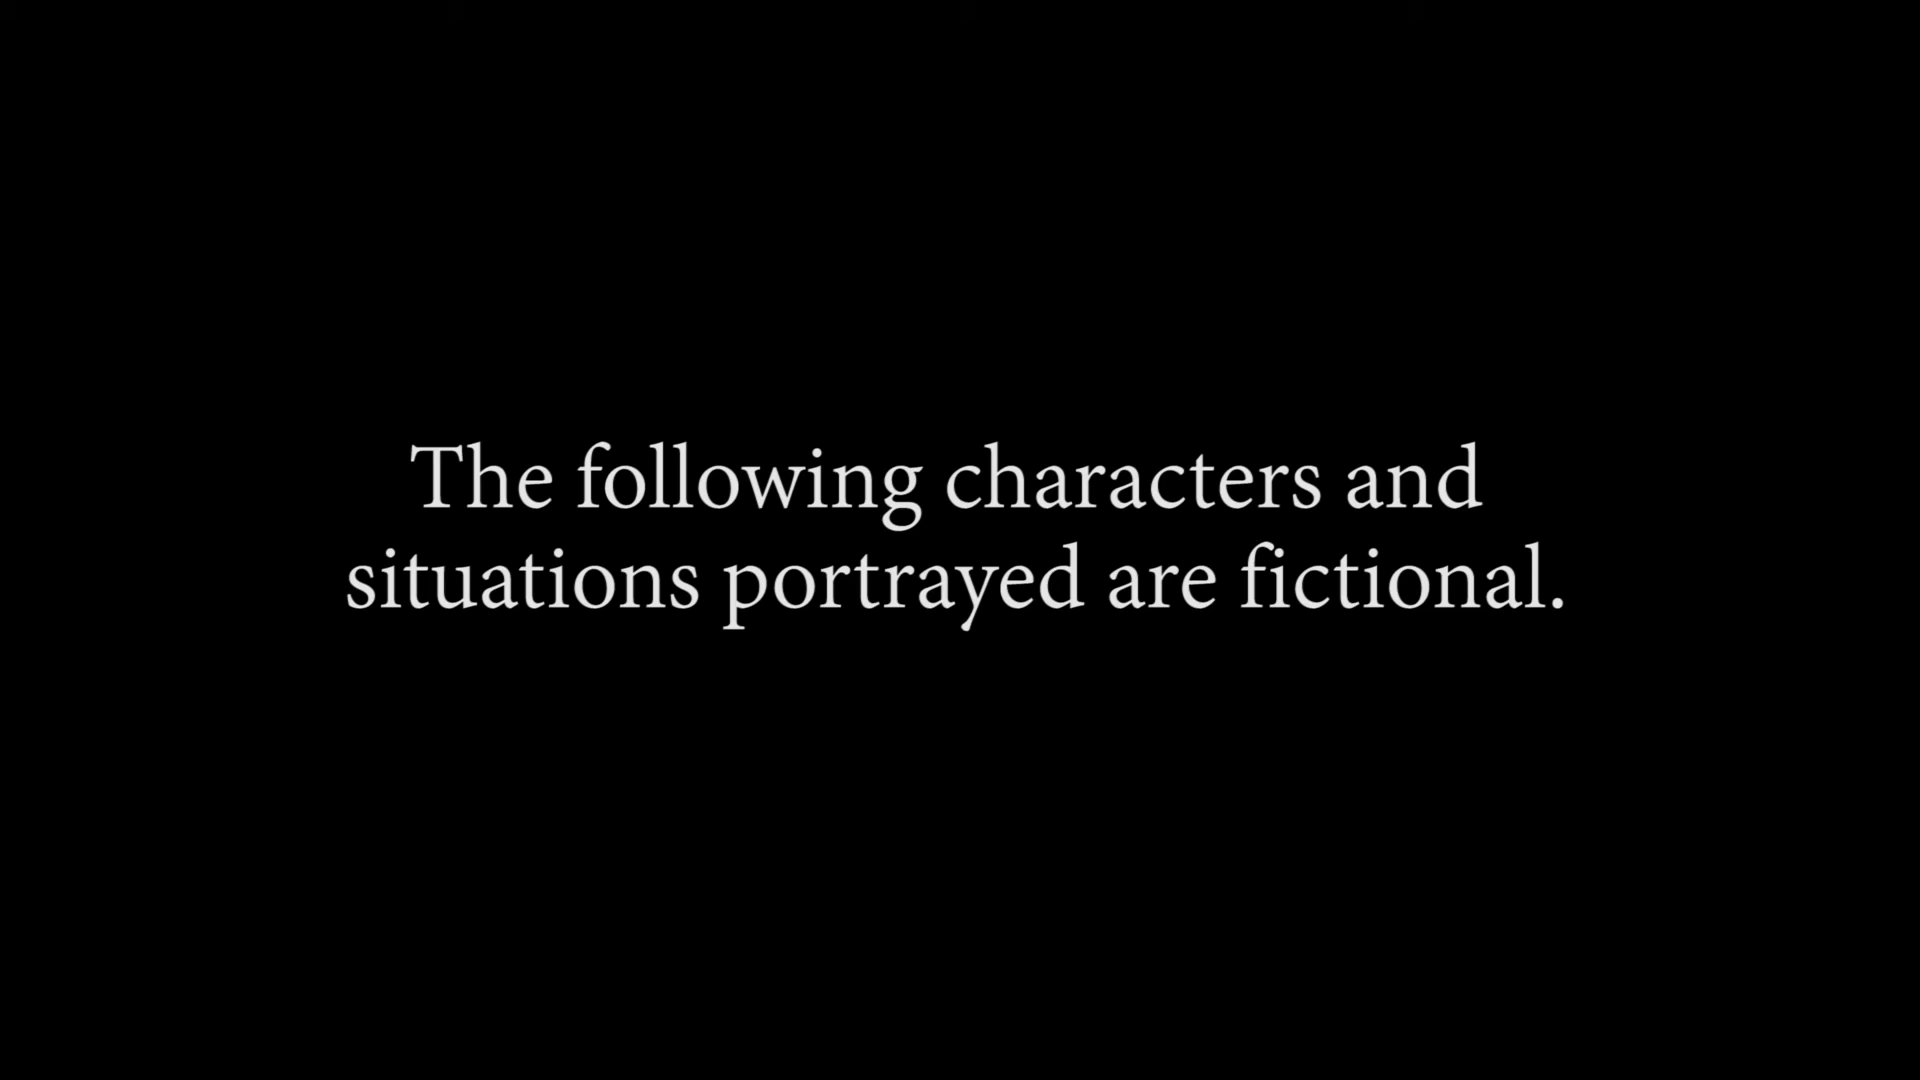 The following characters and
situations portrayed are fictional.